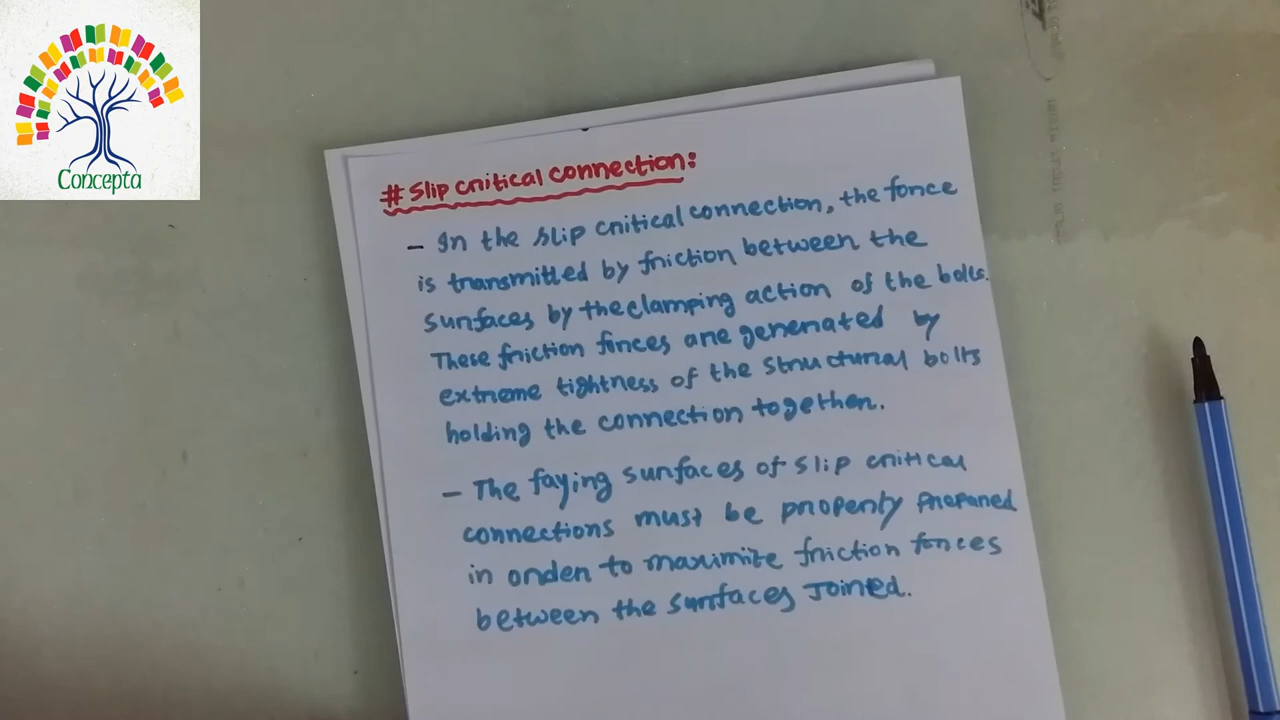 Concepta
# Slip critical connection:
- In the slip critical connection, the force
is transmitted by friction between the
surfaces by the clamping action of the bolts.
These friction forces are generated by
extreme tightness of the structural bolts
holding the connection together.
- The faying surfaces of slip critical
connections must be properly prepared
in order to maximize friction forces
between the surfaces Joined.